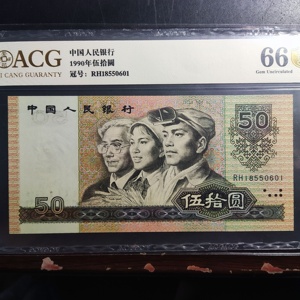 ACG
CANG GUARANTY
中国人民银行
1990年伍拾圆
冠号: RH18550601
66
Gem Uncirculated
中国人民银行
50
RH18550601
50
伍拾圆